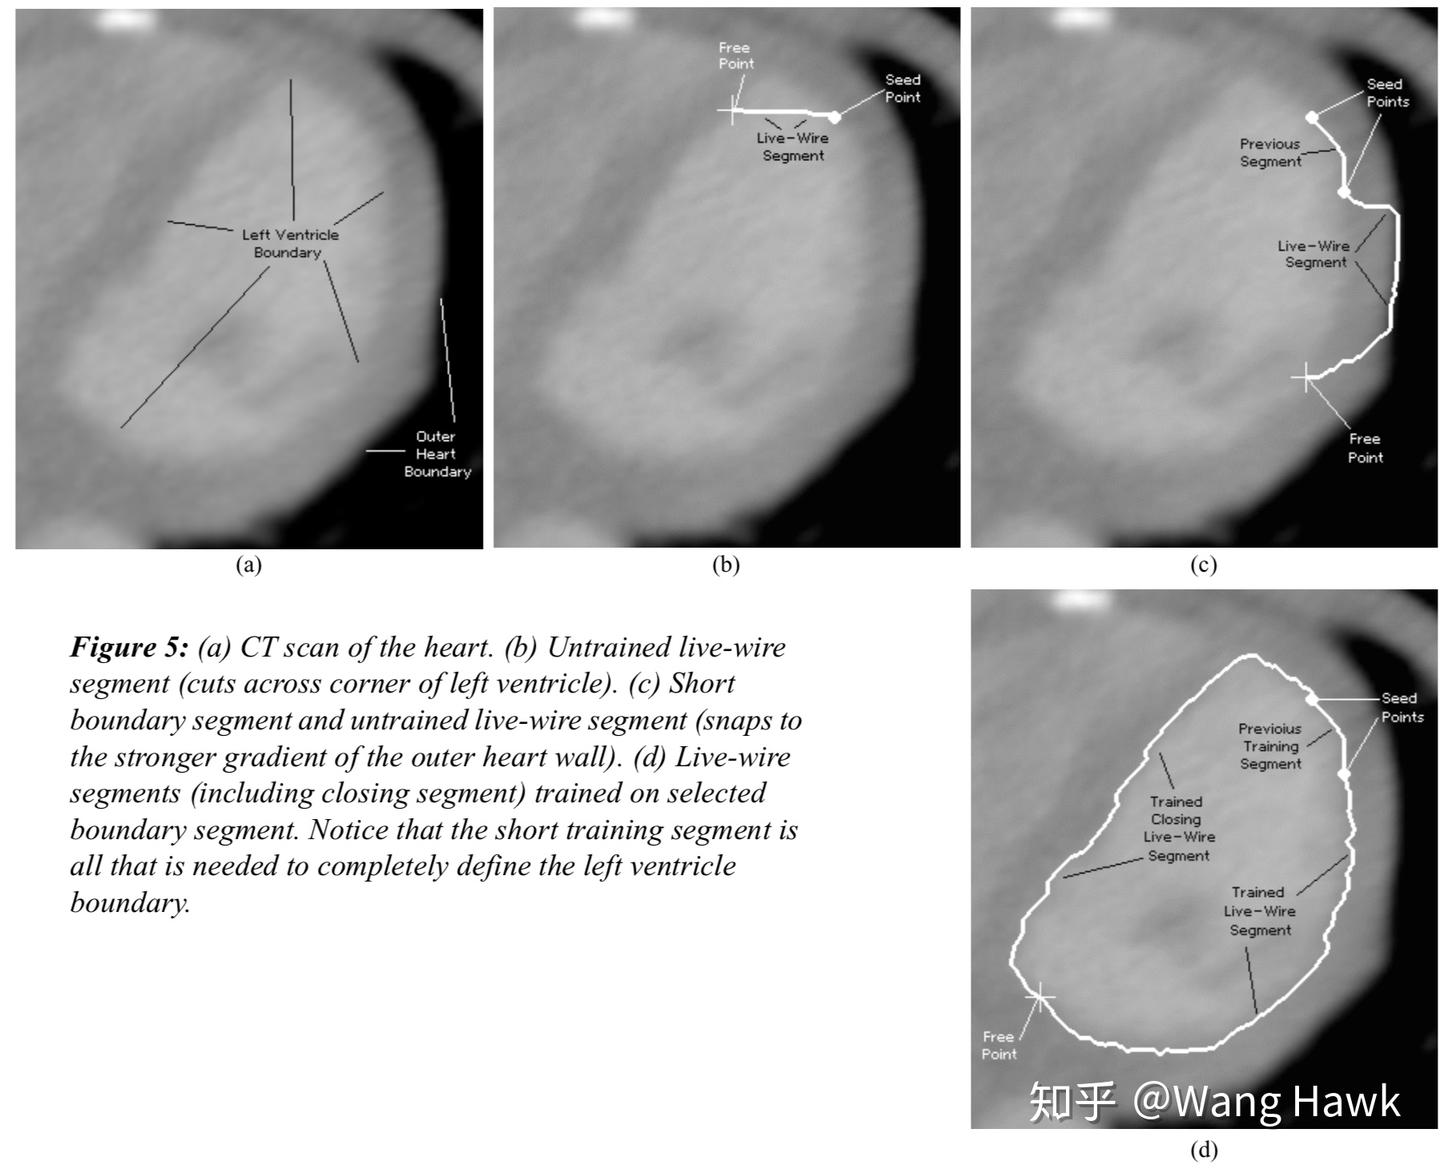 Left Ventricle
Boundary
Outer
Heart
Boundary
(a)
Free
Point
Seed
Point
Live-Wire
Segment
(b)
Seed
Points
Previous
Segment
Live-Wire
Segment
Free
Point
(c)
Figure 5: (a) CT scan of the heart. (b) Untrained live-wire
segment (cuts across corner of left ventricle). (c) Short
boundary segment and untrained live-wire segment (snaps to
the stronger gradient of the outer heart wall). (d) Live-wire
segments (including closing segment) trained on selected
boundary segment. Notice that the short training segment is
all that is needed to completely define the left ventricle
boundary.
Seed
Points
Previoius
Training
Segment
Trained
Closing
Live-Wire
Segment
Trained
Live-Wire
Segment
Free
Point
知乎 @Wang Hawk
(d)